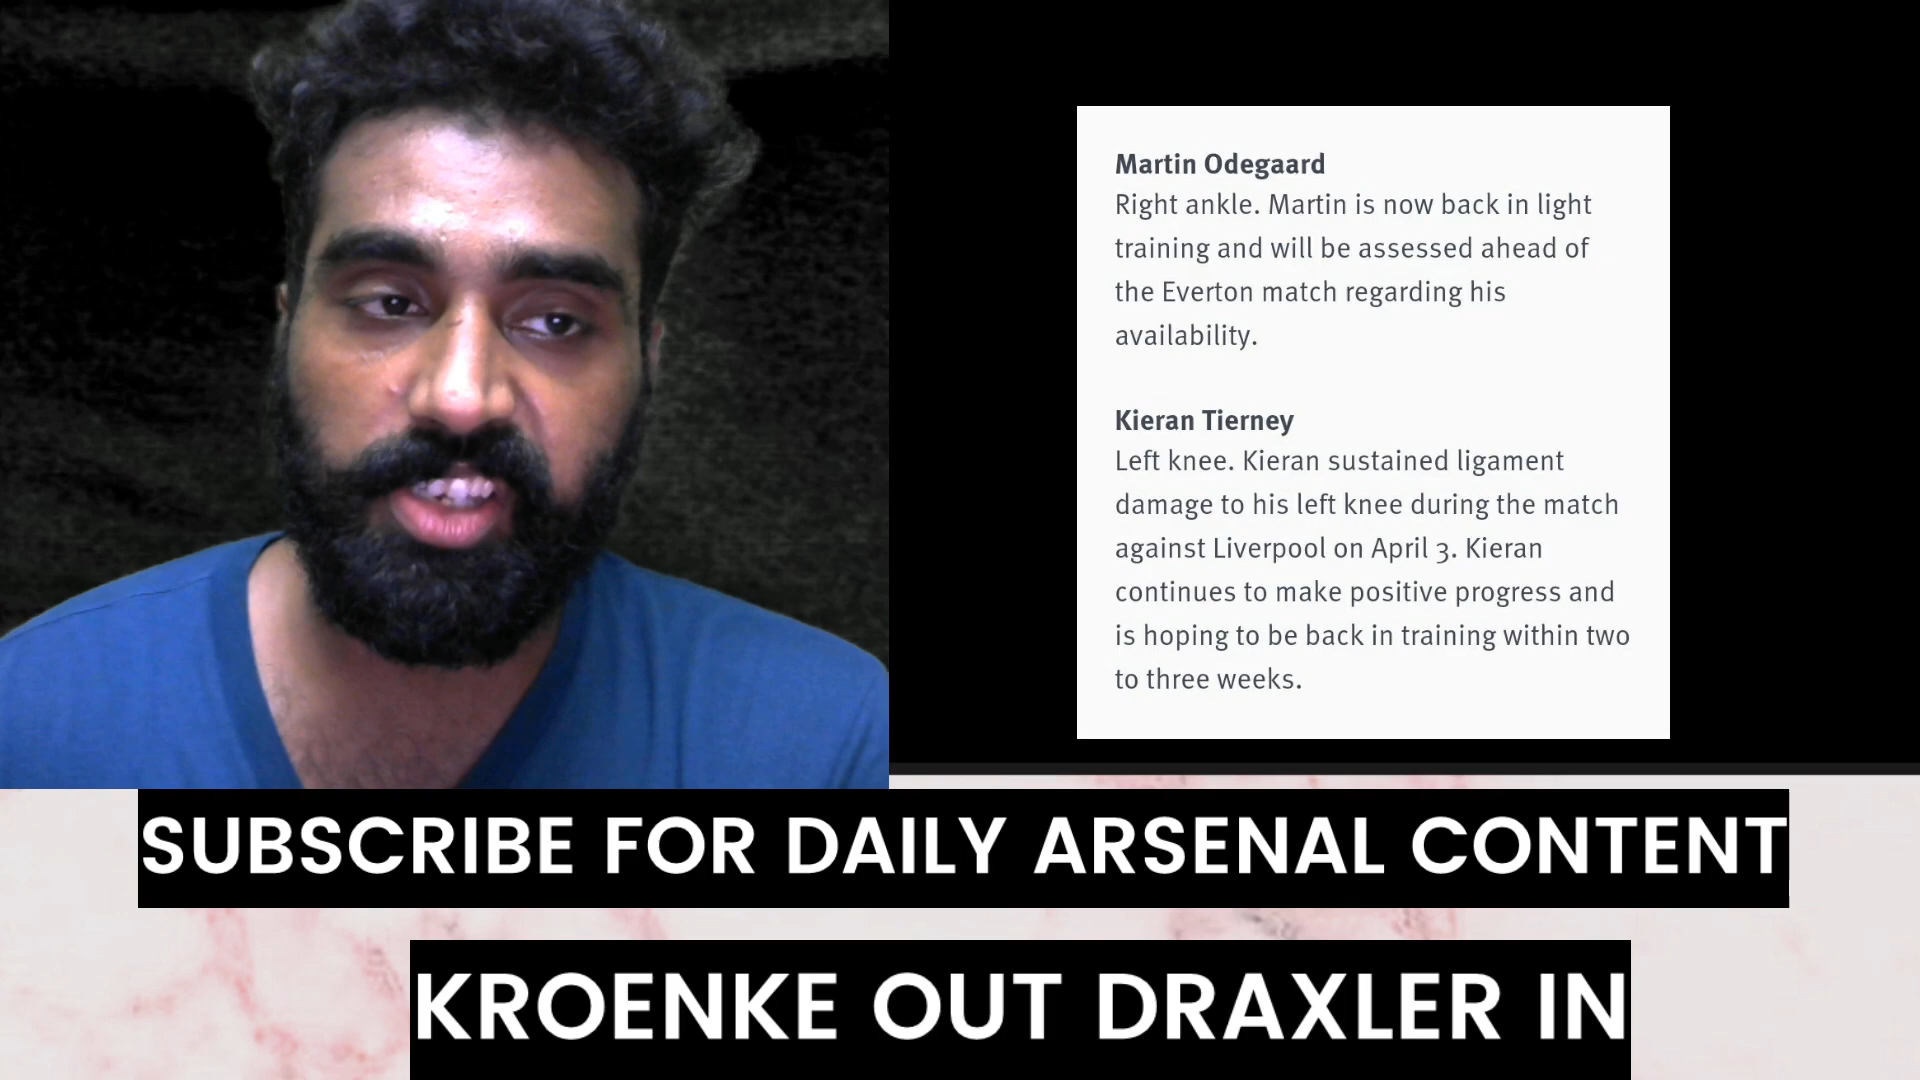 Martin Odegaard
Right ankle. Martin is now back in light
training and will be assessed ahead of
the Everton match regarding his
availability.
Kieran Tierney
Left knee. Kieran sustained ligament
damage to his left knee during the match
against Liverpool on April 3. Kieran
continues to make positive progress and
is hoping to be back in training within two
to three weeks.
SUBSCRIBE FOR DAILY ARSENAL CONTENT
KROENKE OUT DRAXLER IN